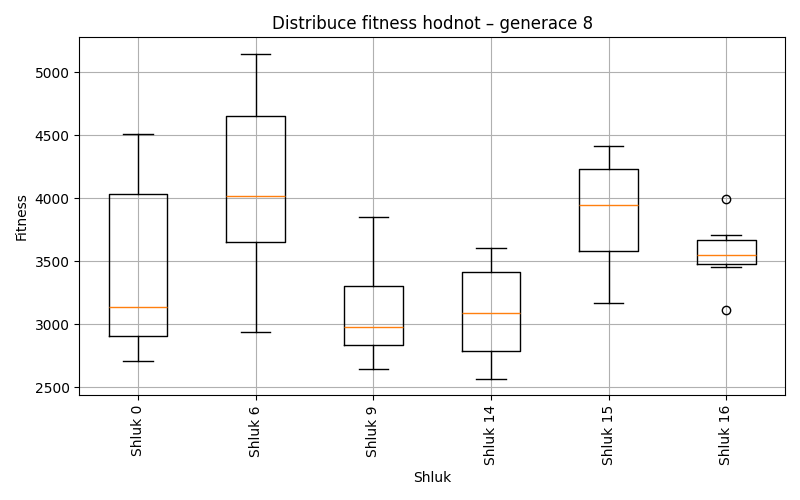 Distribuce fitness hodnot – generace 8
Fitness
5000
4500
4000
3500
3000
2500
Shluk 0
Shluk 6
Shluk 9
Shluk 14
Shluk 15
Shluk 16
Shluk